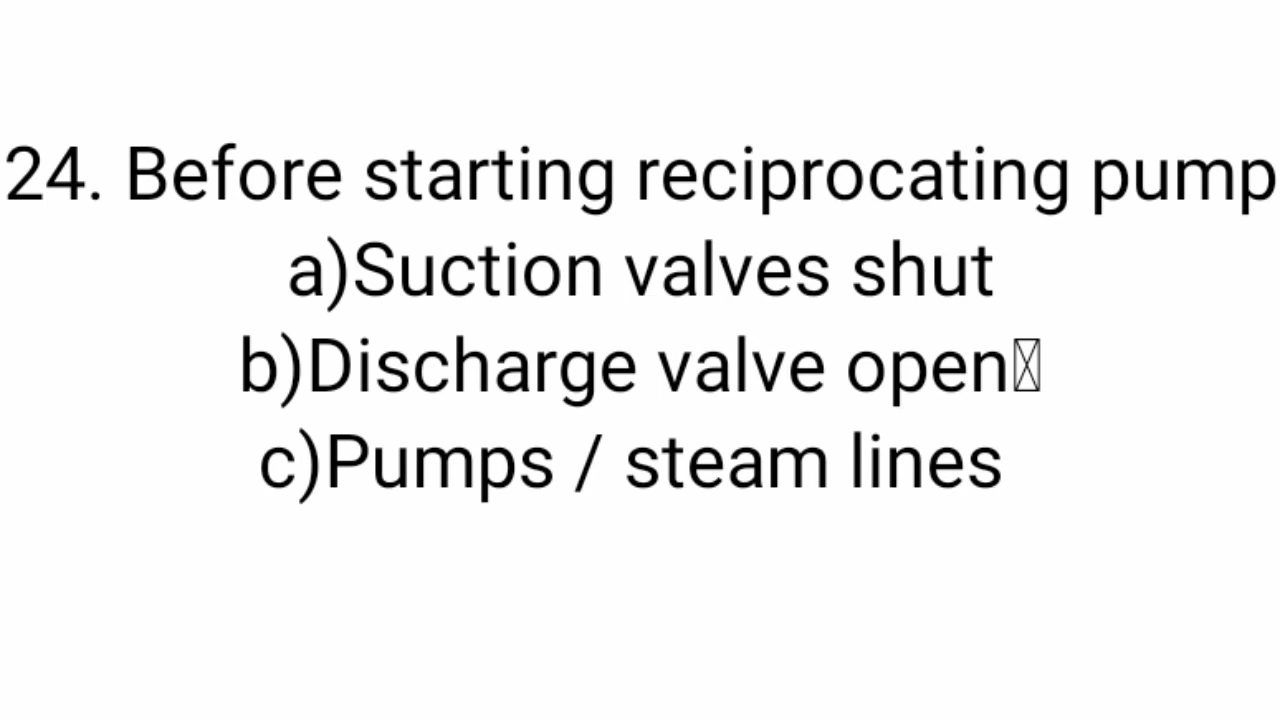 24. Before starting reciprocating pump
a)Suction valves shut
b)Discharge valve open
c)Pumps / steam lines